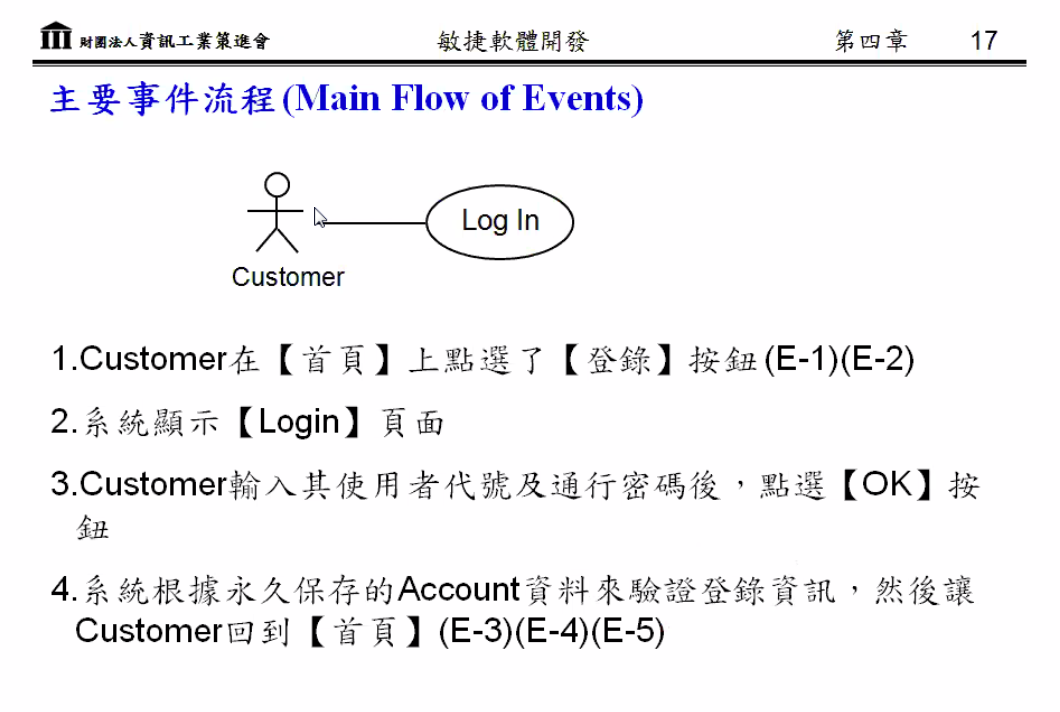 財團法人資訊工業策進會 敏捷軟體開發 第四章 17
主要事件流程(Main Flow of Events)
Log In
Customer
1.Customer在【首頁】上點選了【登錄】按鈕(E-1)(E-2)
2.系統顯示【Login】頁面
3.Customer輸入其使用者代號及通行密碼後，點選【OK】按
鈕
4.系統根據永久保存的Account資料來驗證登錄資訊，然後讓
Customer回到【首頁】(E-3)(E-4)(E-5)